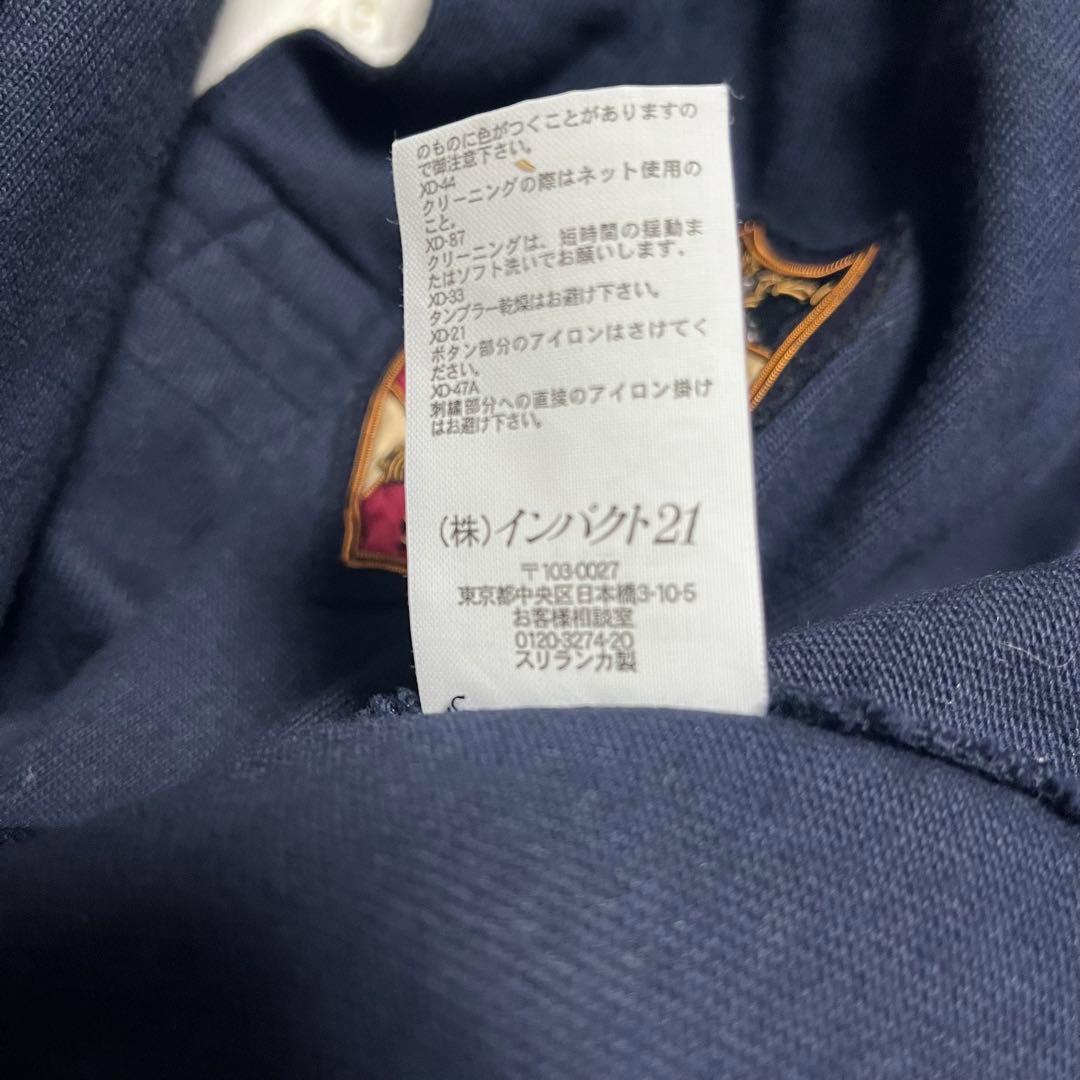 のものに色がつくことがありますの
で御注意下さい。
XD-44
クリーニングの際はネット使用の
こと。
XD-87
クリーニングは、短時間の揺動ま
たはソフト洗いでお願いします。
XD-33
タンブラー乾燥はお避け下さい。
XD-21
ボタン部分のアイロンはさけてく
ださい。
XD-47A
刺繍部分への直接のアイロン掛け
はお避け下さい。
(株)インパクト21
〒103-0027
東京都中央区日本橋3-10-5
お客様相談室
0120-3274-20
スリランカ製